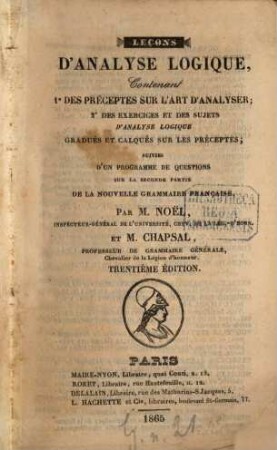 LEÇONS
D'ANALYSE LOGIQUE,
Contenant
1° DES PRÉCEPTES SUR L'ART D'ANALYSER;
2° DES EXERCICES ET DES SUJETS
D'ANALYSE LOGIQUE
GRADUÉS ET CALQUÉS SUR LES PRÉCEPTES;
SUIVIES
D'UN PROGRAMME DE QUESTIONS
SUR LA SECONDE PARTIE
DE LA NOUVELLE GRAMMAIRE FRANÇAISE,
PAR M. NOEL,
INSPECTEUR-GÉNÉRAL DE L'UNIVERSITÉ,
ET M. CHAPSAL,
PROFESSEUR DE GRAMMAIRE GÉNÉRALE,
Chevalier de la Légion d'honneur.
TRENTIÈME ÉDITION.
PARIS
MAIRE-NYON, Libraire, quai Conti, n. 13,
RORET, Libraire, rue Hautefeuille, n. 12.
DELALAIN, Libraire, rue des Mathurins-S.Jacques, 5.
L. HACHETTE et Cie, libraires, boulevard St-Germain, 77.
1865